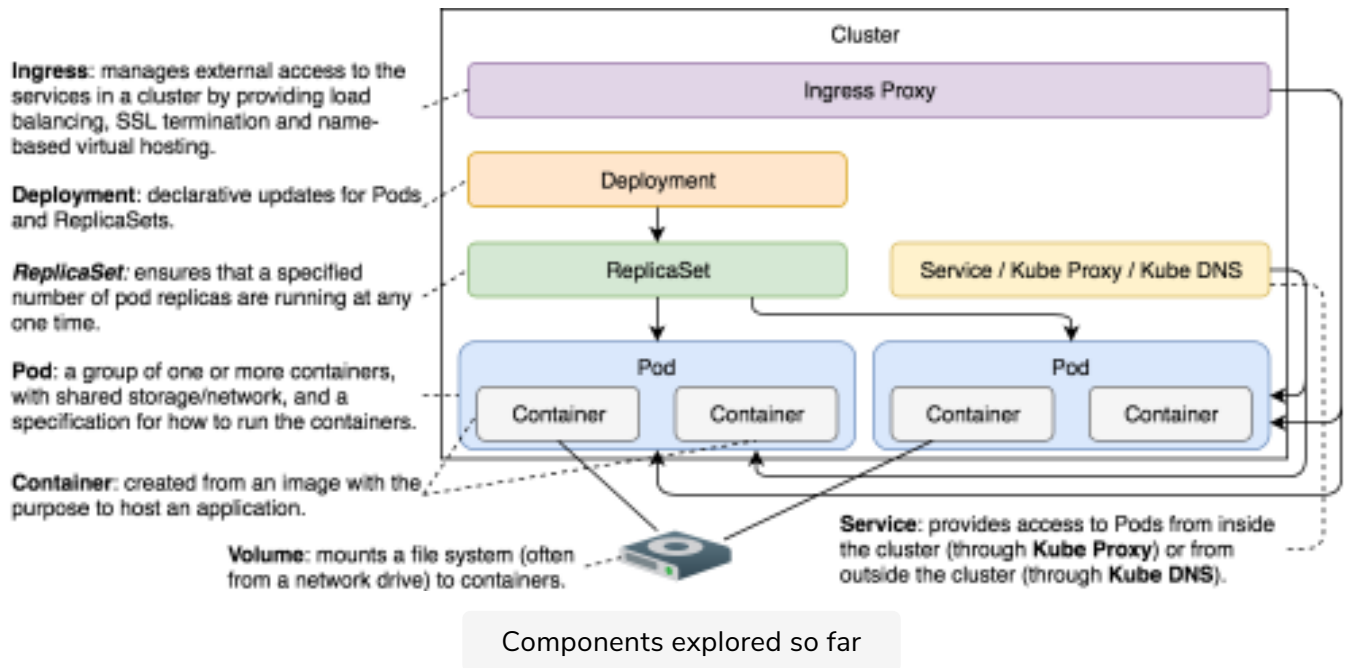 Cluster
Ingress: manages external access to the
services in a cluster by providing load
balancing, SSL termination and name-
based virtual hosting.
Ingress Proxy
Deployment: declarative updates for Pods
and ReplicaSets.
Deployment
ReplicaSet: ensures that a specified
number of pod replicas are running at any
one time.
ReplicaSet
Service / Kube Proxy / Kube DNS
Pod: a group of one or more containers,
with shared storage/network, and a
specification for how to run the containers.
Pod
Container
Container
Pod
Container
Container
Container: created from an image with the
purpose to host an application.
Volume: mounts a file system (often
from a network drive) to containers.
Service: provides access to Pods from inside
the cluster (through Kube Proxy) or from
outside the cluster (through Kube DNS).
Components explored so far